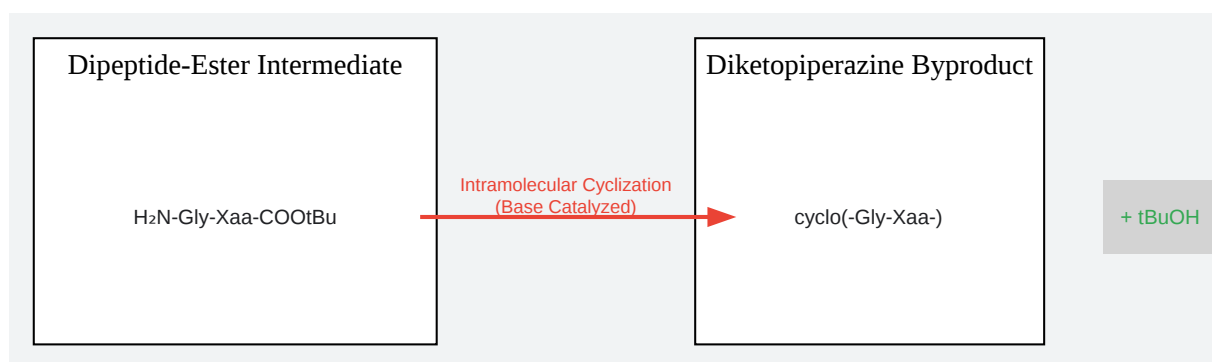 Dipeptide-Ester Intermediate
Diketopiperazine Byproduct
Intramolecular Cyclization
(Base Catalyzed)
H₂N-Gly-Xaa-COOtBu
cyclo(-Gly-Xaa-)
+ tBuOH